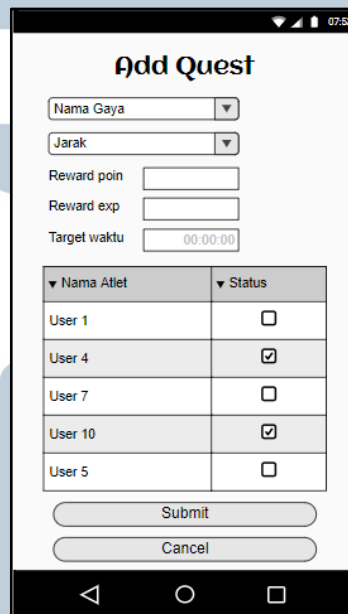 07:52
Add Quest
Nama Gaya
Jarak
Reward poin
Reward exp
Target waktu 00:00:00
Nama Atlet Status
User 1
User 4
User 7
User 10
User 5
Submit
Cancel